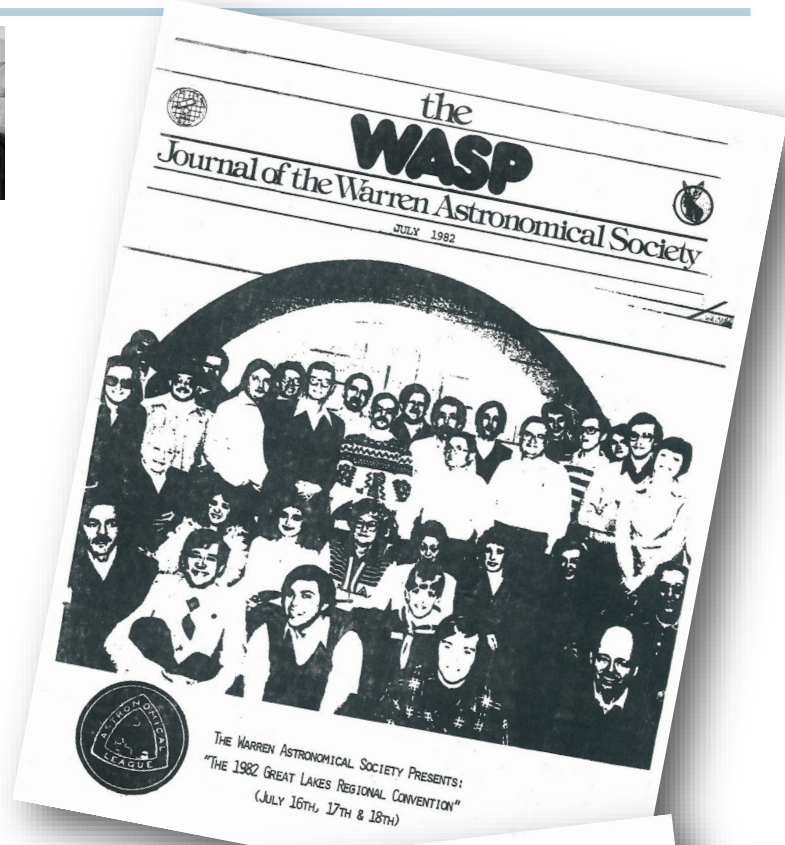 the
WASP
Journal of the Warren Astronomical Society
JULY 1982
ASTRONOMICAL
LEAGUE
THE WARREN ASTRONOMICAL SOCIETY PRESENTS:
"THE 1982 GREAT LAKES REGIONAL CONVENTION"
(JULY 16TH, 17TH & 18TH)